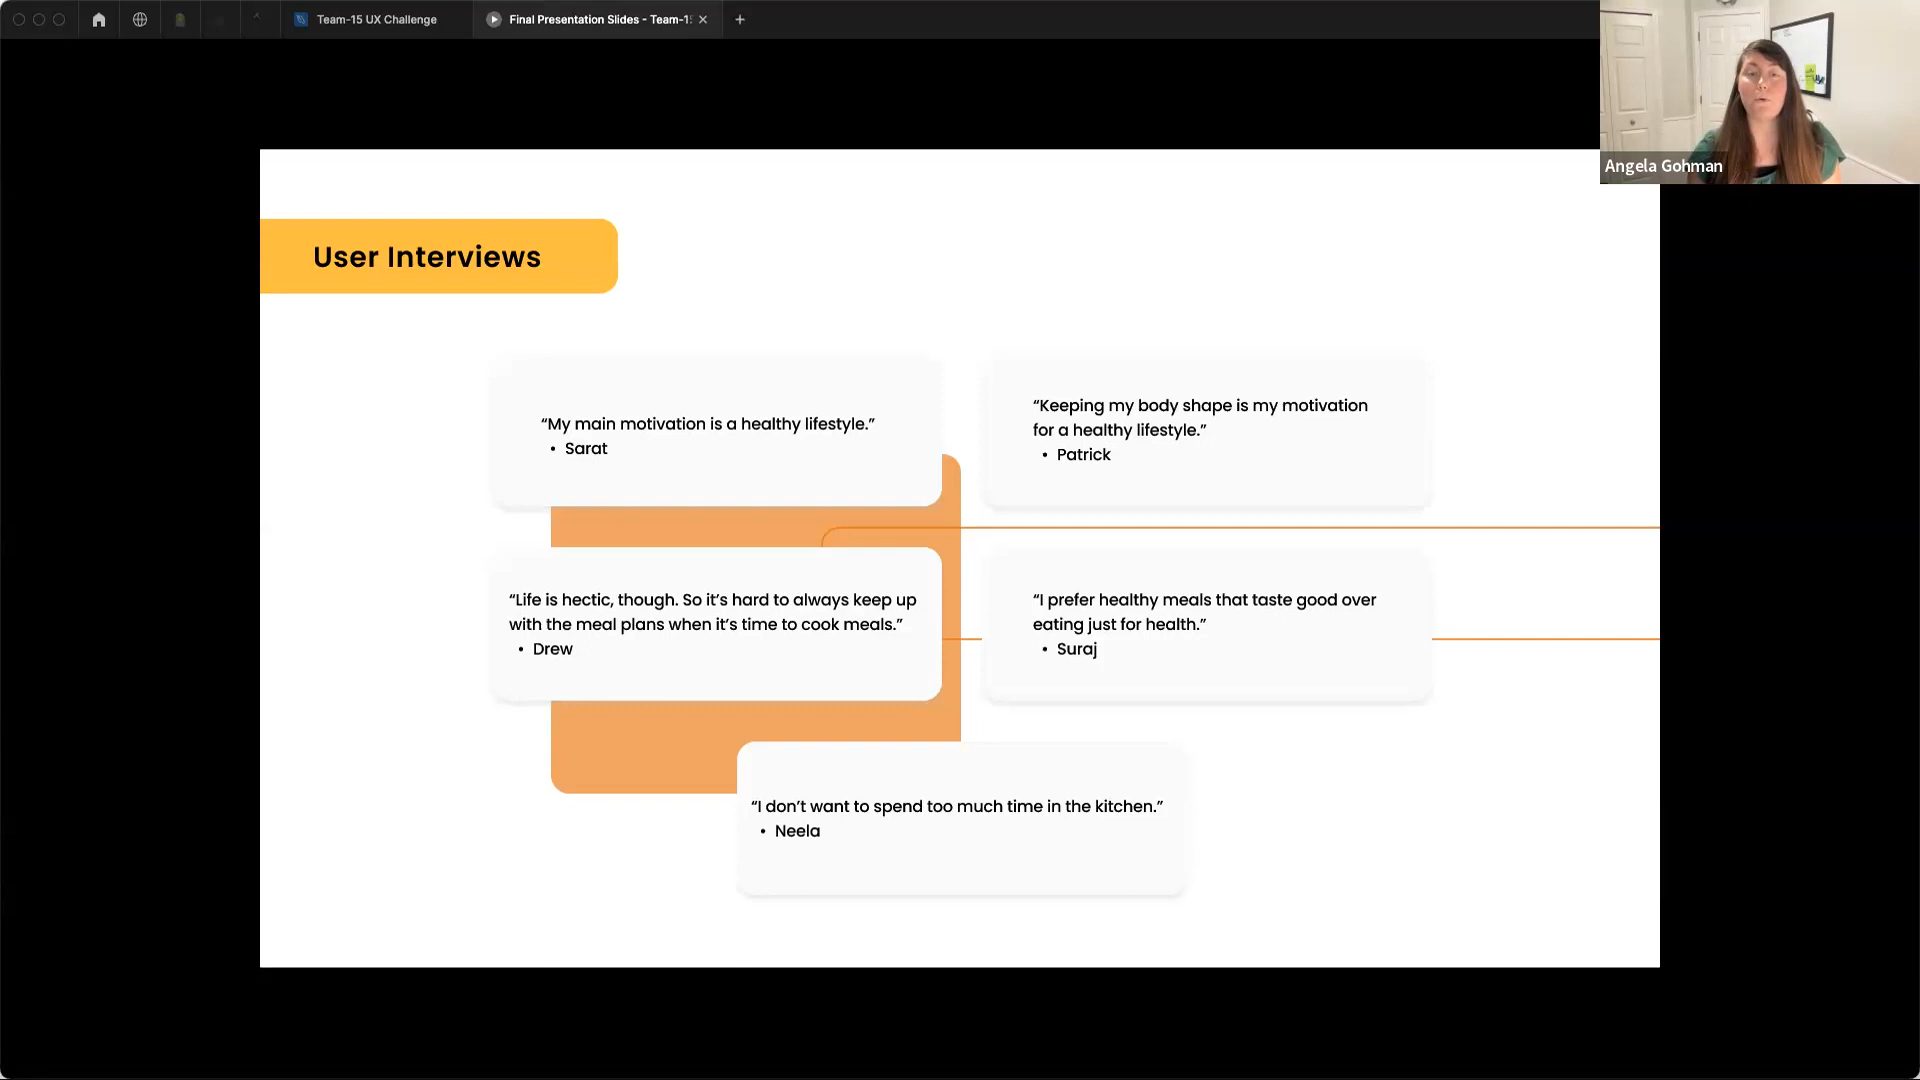 Team-15 UX Challenge
Final Presentation Slides - Team-1
Angela Gohman
User Interviews
“My main motivation is a healthy lifestyle.”
• Sarat
“Keeping my body shape is my motivation
for a healthy lifestyle.”
• Patrick
“Life is hectic, though. So it’s hard to always keep up
with the meal plans when it’s time to cook meals.”
• Drew
“I prefer healthy meals that taste good over
eating just for health.”
• Suraj
“I don’t want to spend too much time in the kitchen.”
• Neela